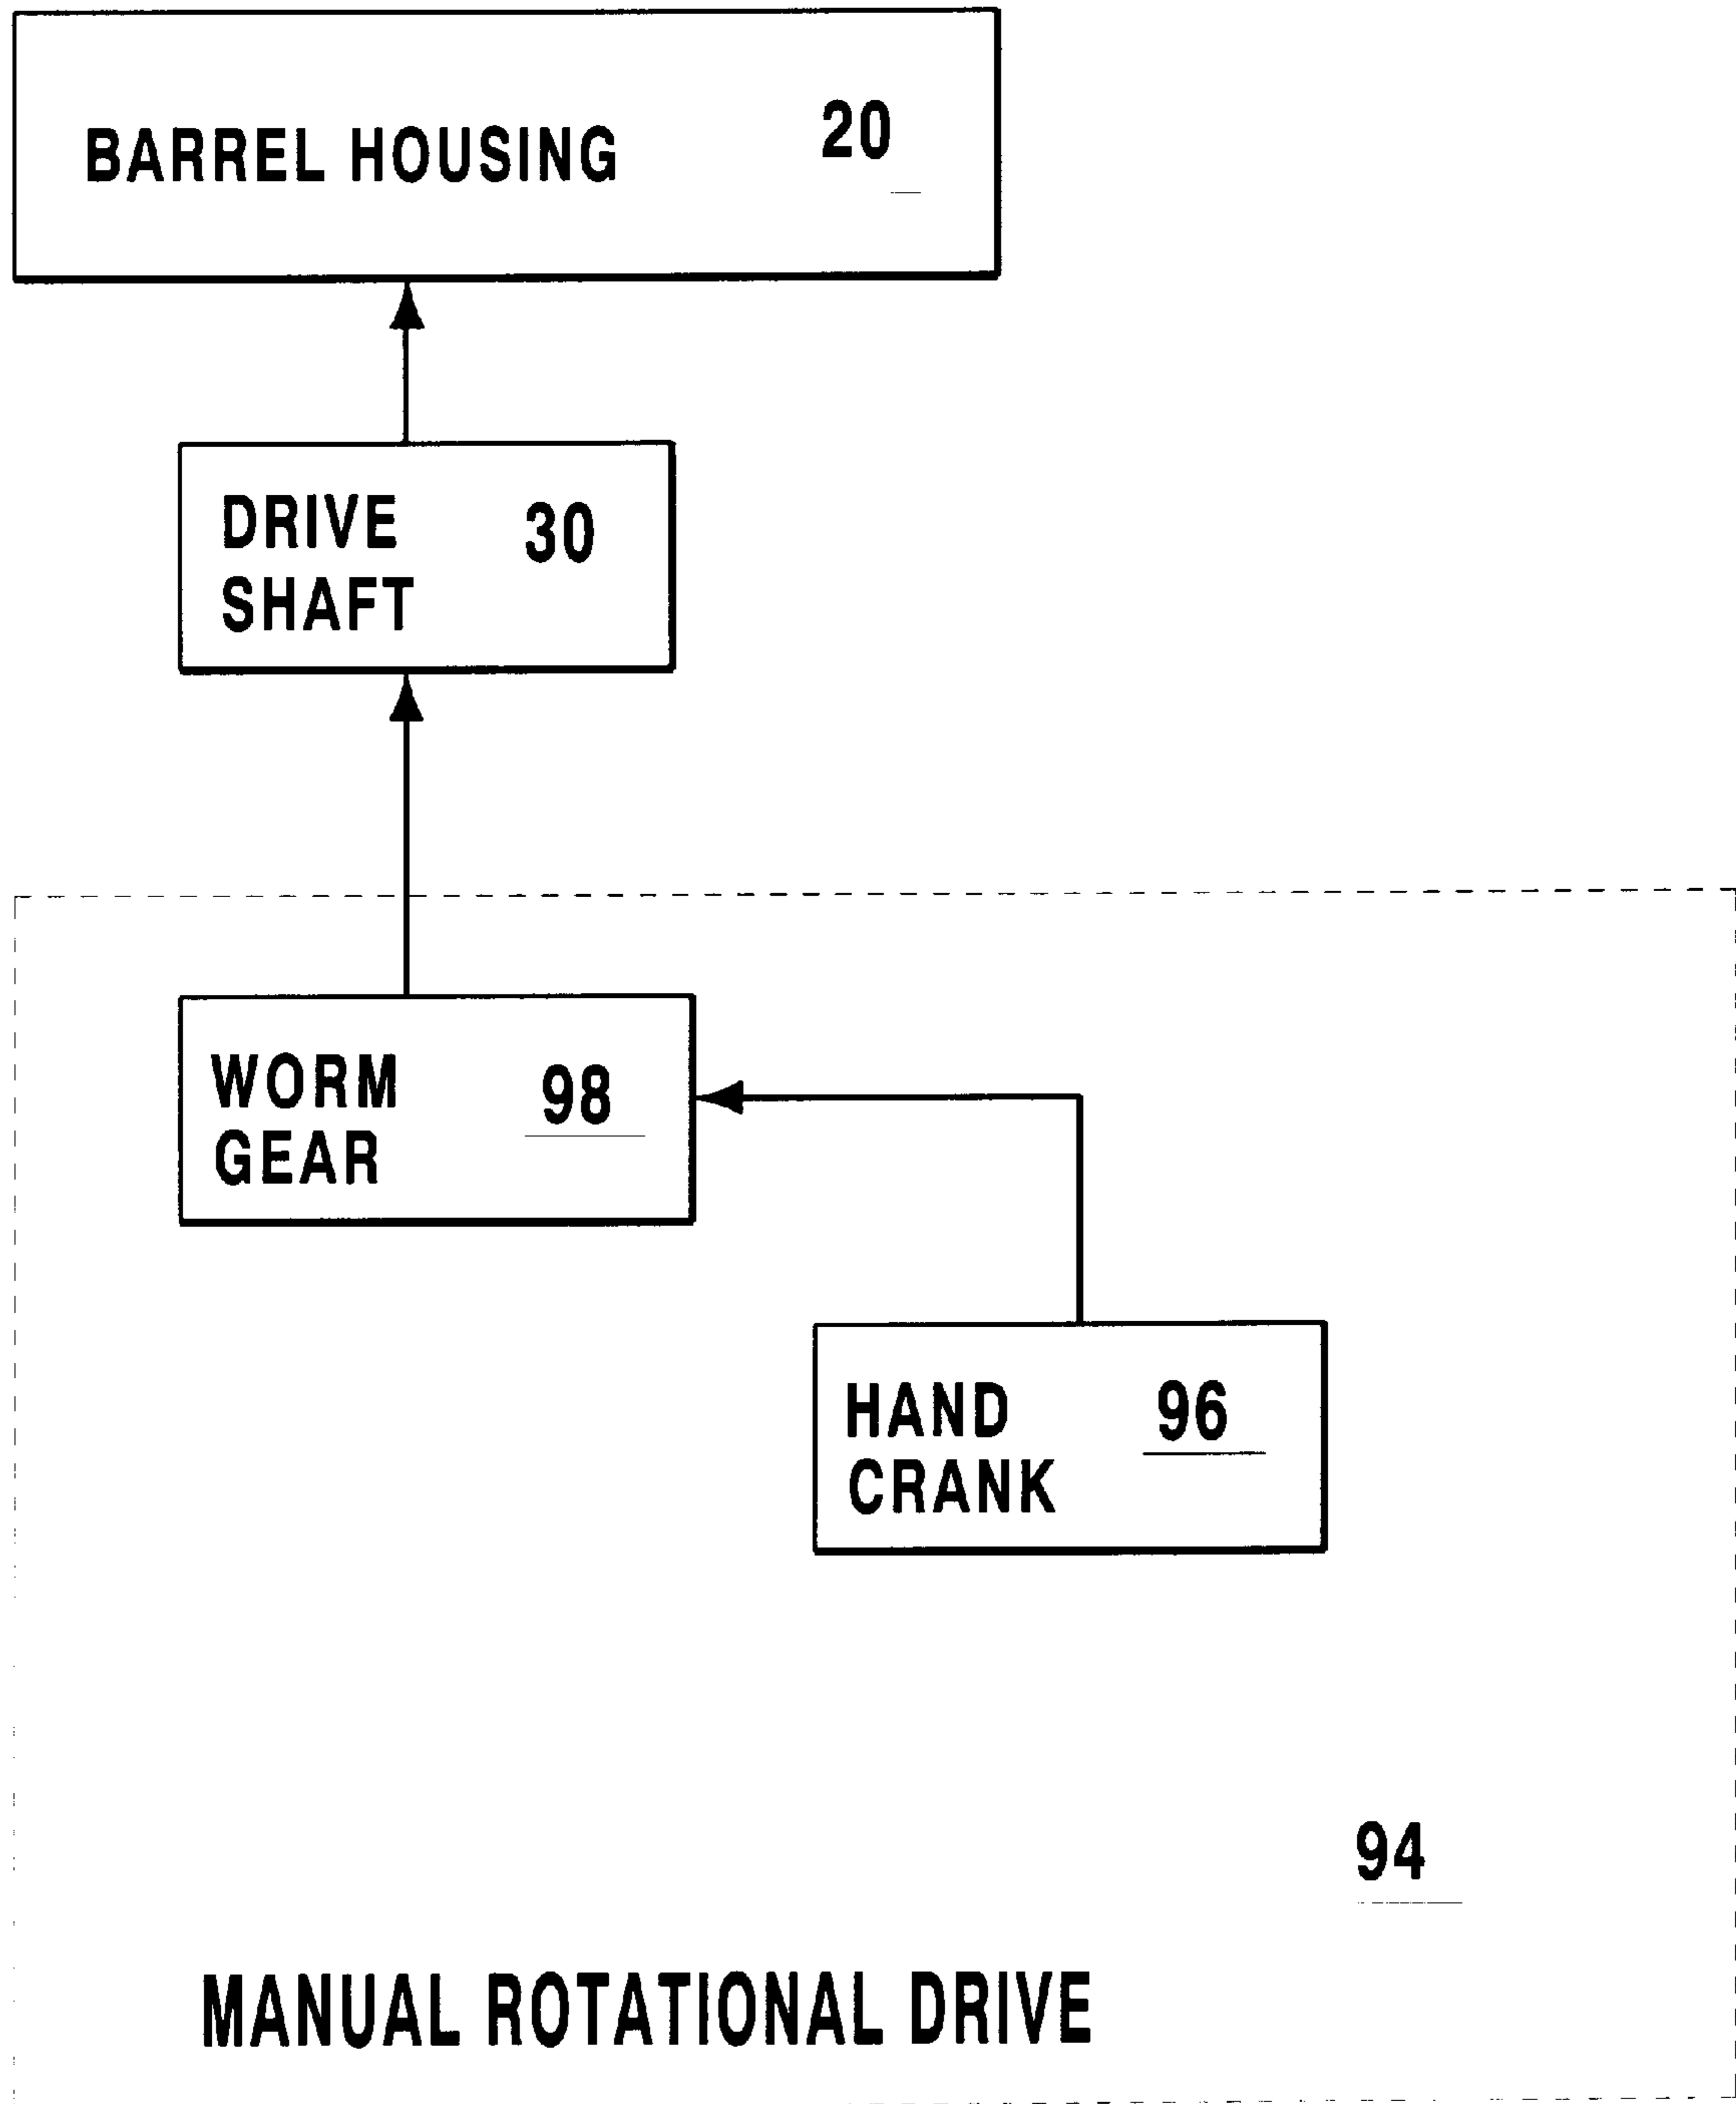 BARREL HOUSING 20
DRIVE 30
SHAFT
WORM 98
GEAR
HAND 96
CRANK
94
MANUAL ROTATIONAL DRIVE